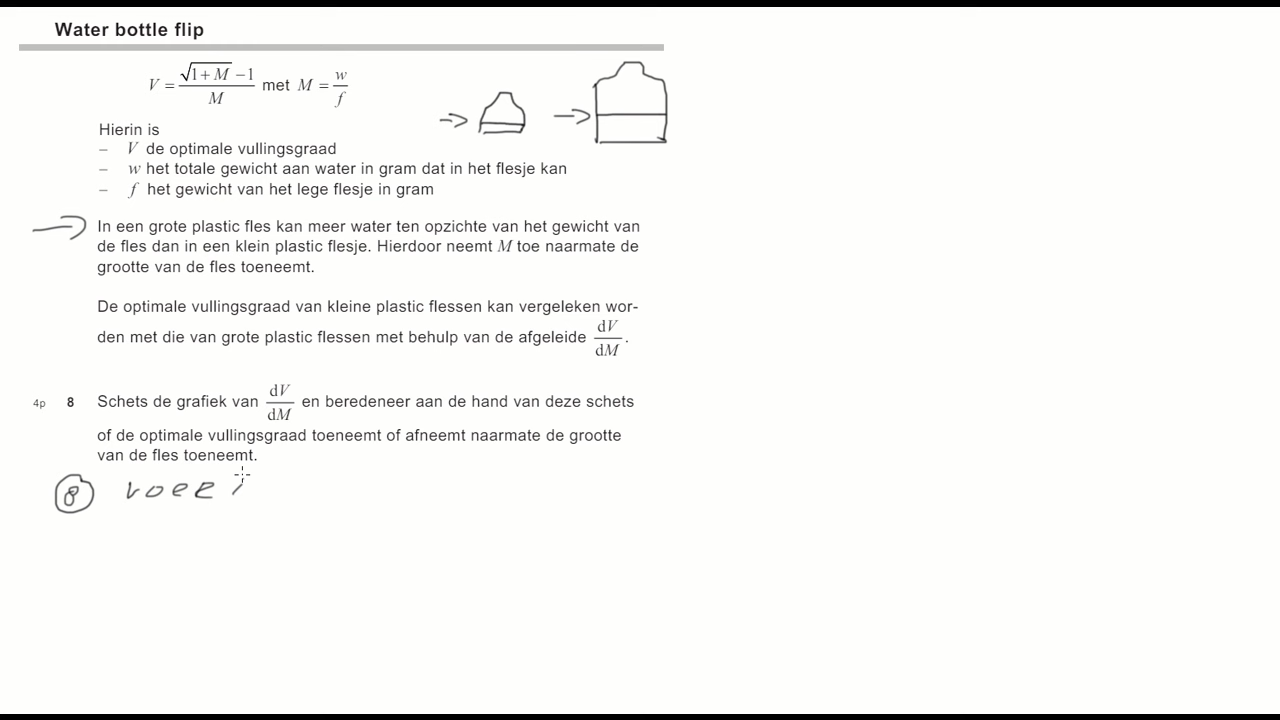 Water bottle flip
V = \frac{\sqrt{1+M} - 1}{M} met M = \frac{w}{f}
Hierin is
– V de optimale vullingsgraad
– w het totale gewicht aan water in gram dat in het flesje kan
– f het gewicht van het lege flesje in gram
In een grote plastic fles kan meer water ten opzichte van het gewicht van
de fles dan in een klein plastic flesje. Hierdoor neemt M toe naarmate de
grootte van de fles toeneemt.
De optimale vullingsgraad van kleine plastic flessen kan vergeleken wor-
den met die van grote plastic flessen met behulp van de afgeleide \frac{dV}{dM}.
4p 8 Schets de grafiek van \frac{dV}{dM} en beredeneer aan de hand van deze schets
of de optimale vullingsgraad toeneemt of afneemt naarmate de grootte
van de fles toeneemt.
8 voer